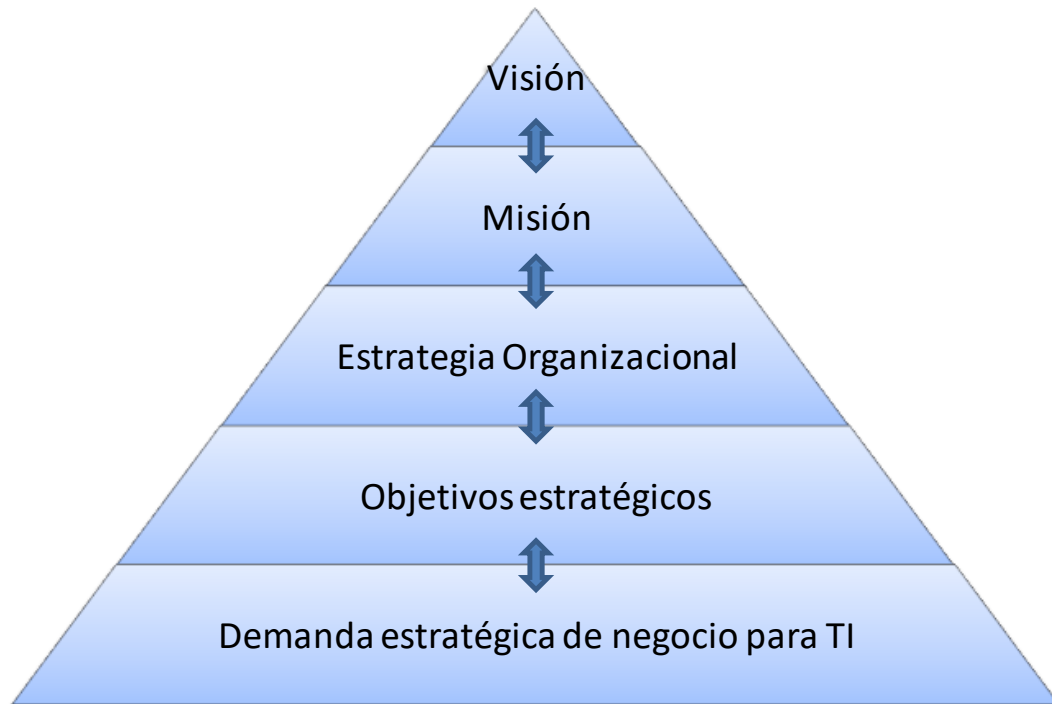 Visión
Misión
Estrategia Organizacional
Objetivos estratégicos
Demanda estratégica de negocio para TI